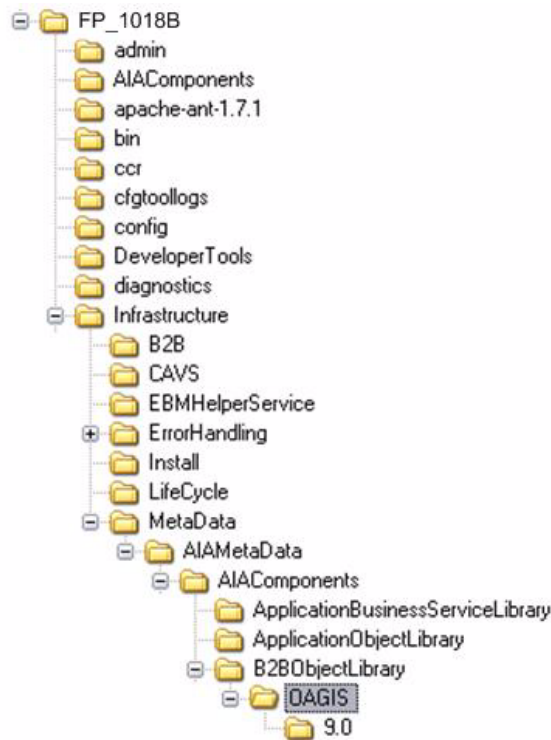 FP_1018B
admin
AIAComponents
apache-ant-1.7.1
bin
ccr
cfgtoollogs
config
DeveloperTools
diagnostics
Infrastructure
B2B
CAVS
EBMHelperService
ErrorHandling
Install
LifeCycle
MetaData
AIAMetaData
AIAComponents
ApplicationBusinessServiceLibrary
ApplicationObjectLibrary
B2BObjectLibrary
OAGIS
9.0